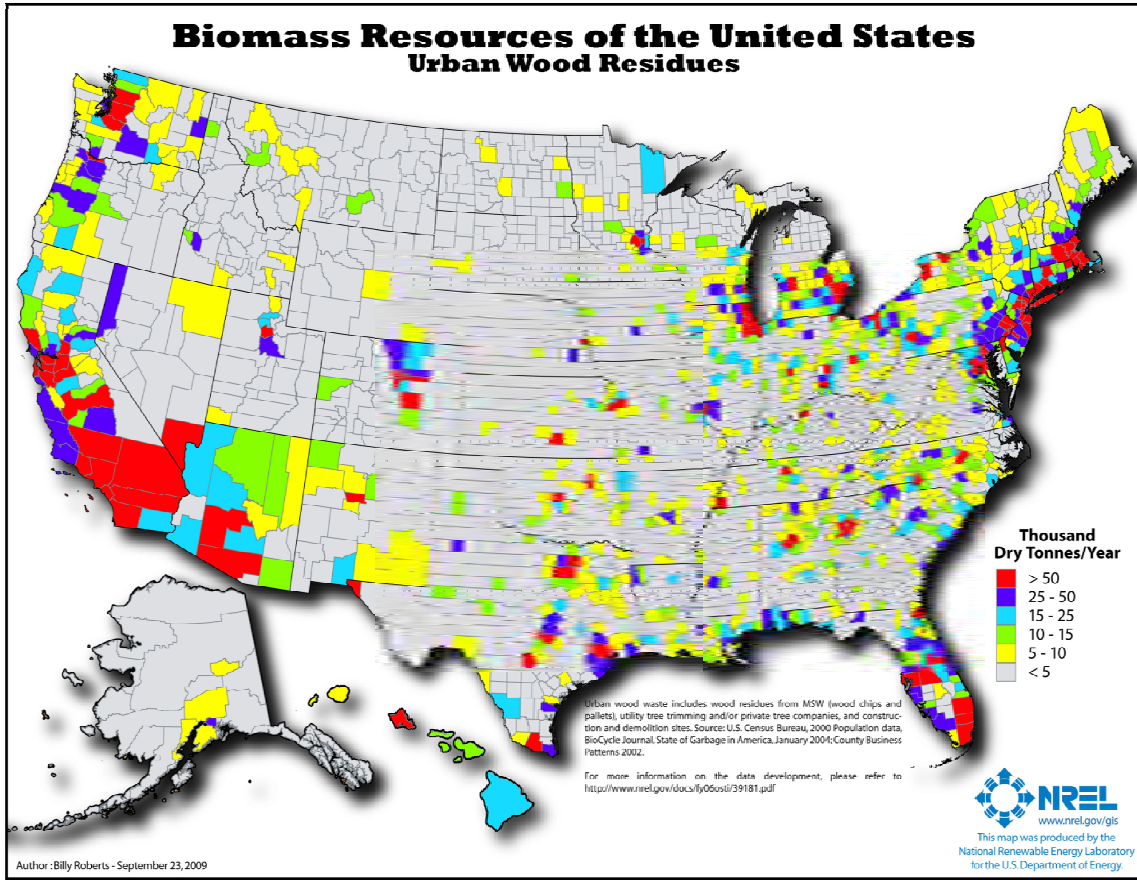 Biomass Resources of the United States
Urban Wood Residues
Thousand
Dry Tonnes/Year
> 50
25 - 50
15 - 25
10 - 15
5 - 10
< 5
Urban wood waste includes wood residues from MSW (wood chips and
pallets), utility tree trimming and/or private tree companies, and construc-
tion and demolition sites. Source: U.S. Census Bureau, 2000 Population data,
BioCycle Journal, State of Garbage in America, January 2004; County Business
Patterns 2002.
For more information on the data development, please refer to
http://www.nrel.gov/docs/fy06osti/39181.pdf
NREL
www.nrel.gov/gis
This map was produced by the
National Renewable Energy Laboratory
for the U.S. Department of Energy.
Author : Billy Roberts - September 23, 2009